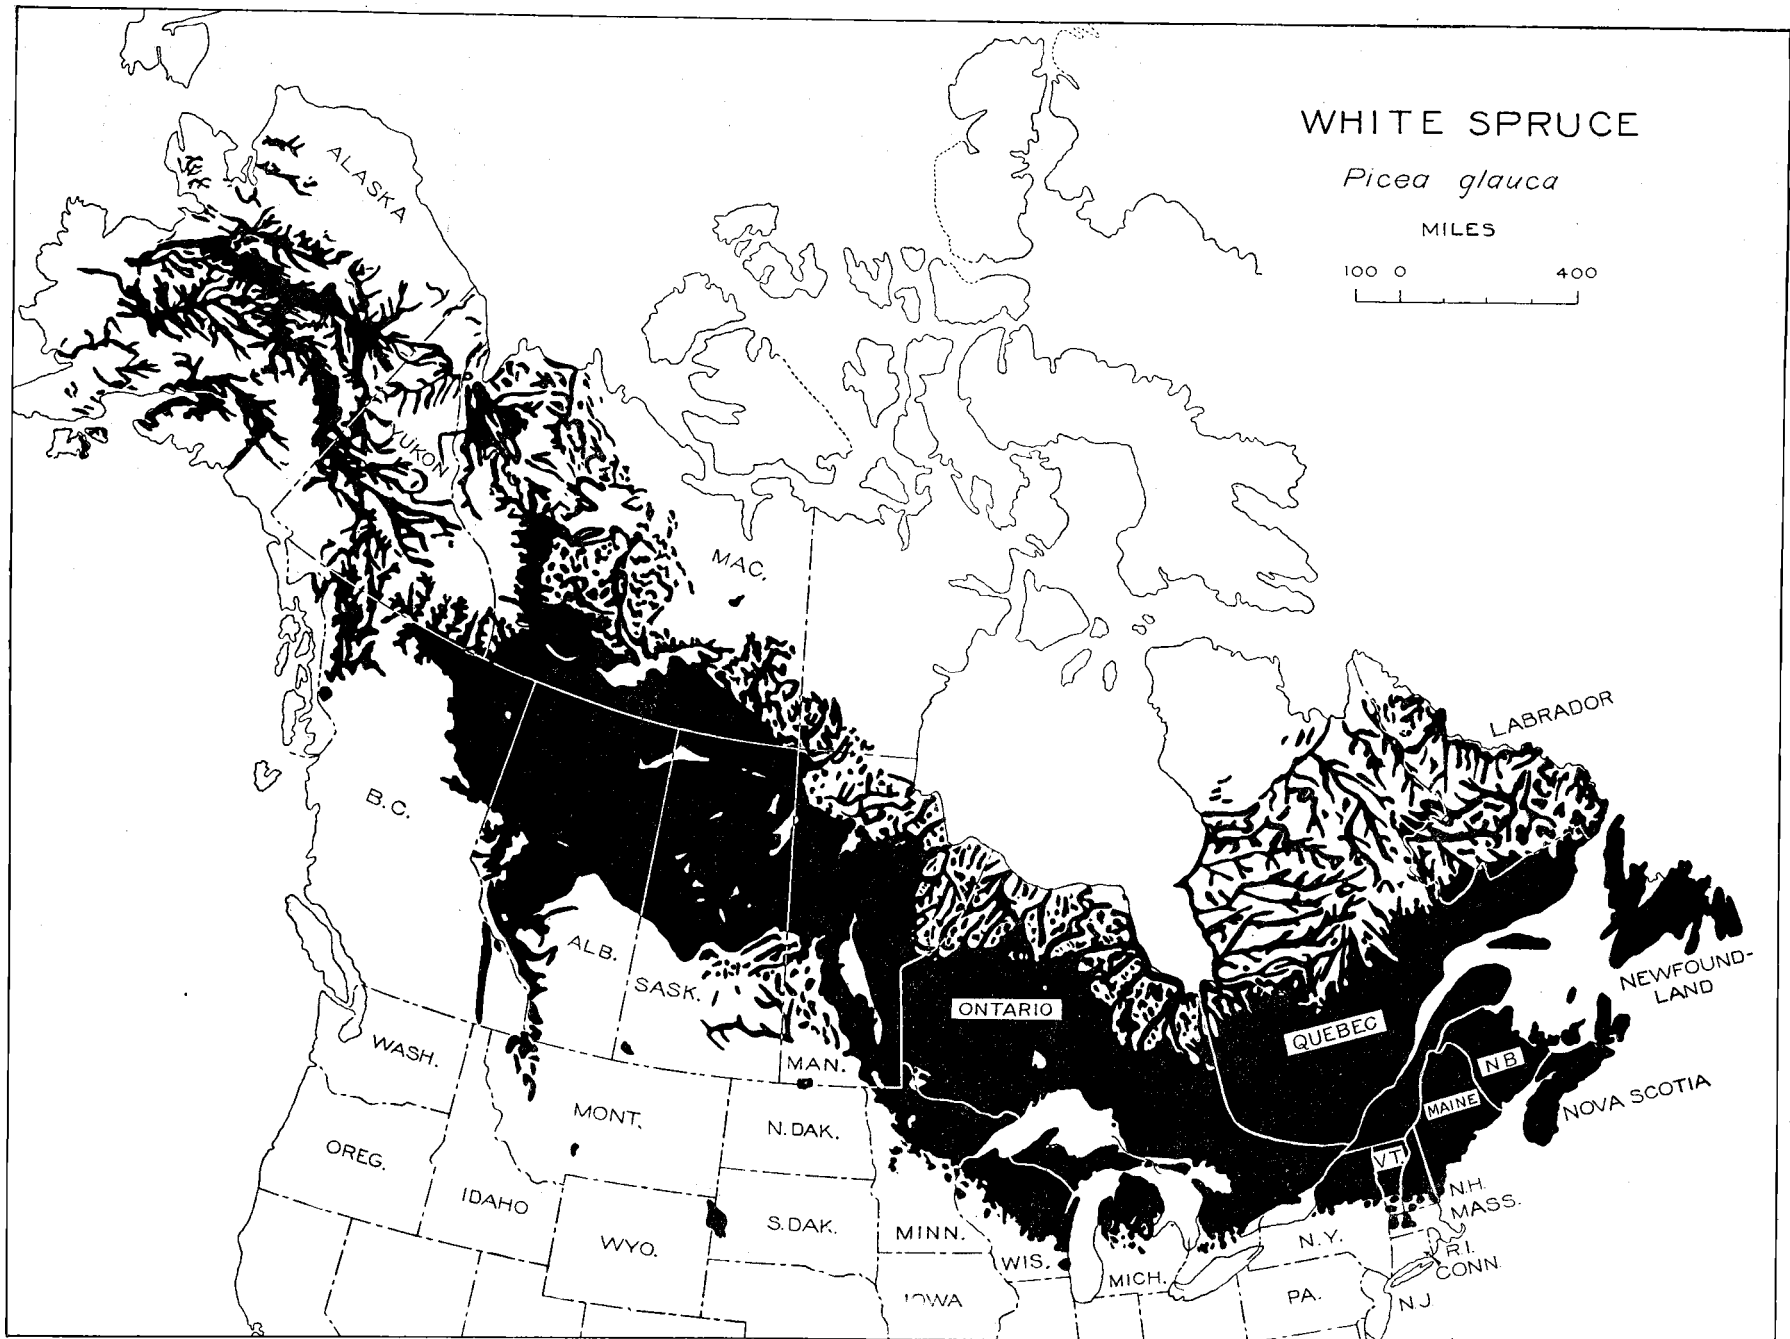 WHITE SPRUCE
Picea glauca
MILES
100 0 400
ALASKA
YUKON
MAC.
LABRADOR
B.C.
ALB.
SASK.
MAN.
ONTARIO
QUEBEC
NEWFOUND-
LAND
N B
MAINE
NOVA SCOTIA
WASH.
MONT.
N. DAK.
OREG.
IDAHO
WYO.
S. DAK.
MINN.
WIS.
MICH.
IOWA
VT.
N.H.
MASS.
N.Y.
R.I.
CONN.
PA.
N.J.